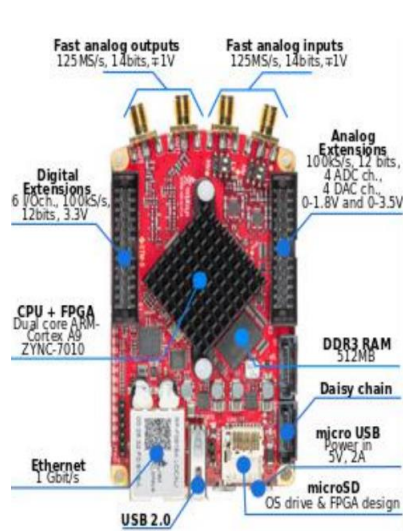 Fast analog outputs
125MS/s, 14bits,∓1V
Fast analog inputs
125MS/s, 14bits,∓1V
Analog
Extensions
100kS/s, 12 bits,
4 ADC ch.,
4 DAC ch.,
0-1.8V and 0-3.5V
Digital
Extensions
6 I/Och., 100kS/s,
12bits, 3.3V
CPU + FPGA
Dual core ARM-
Cortex A9
ZYNC-7010
DDR3 RAM
512MB
Daisy chain
micro USB
Power in
5V, 2A
Ethernet
1 Gbit/s
microSD
OS drive & FPGA design
USB 2.0